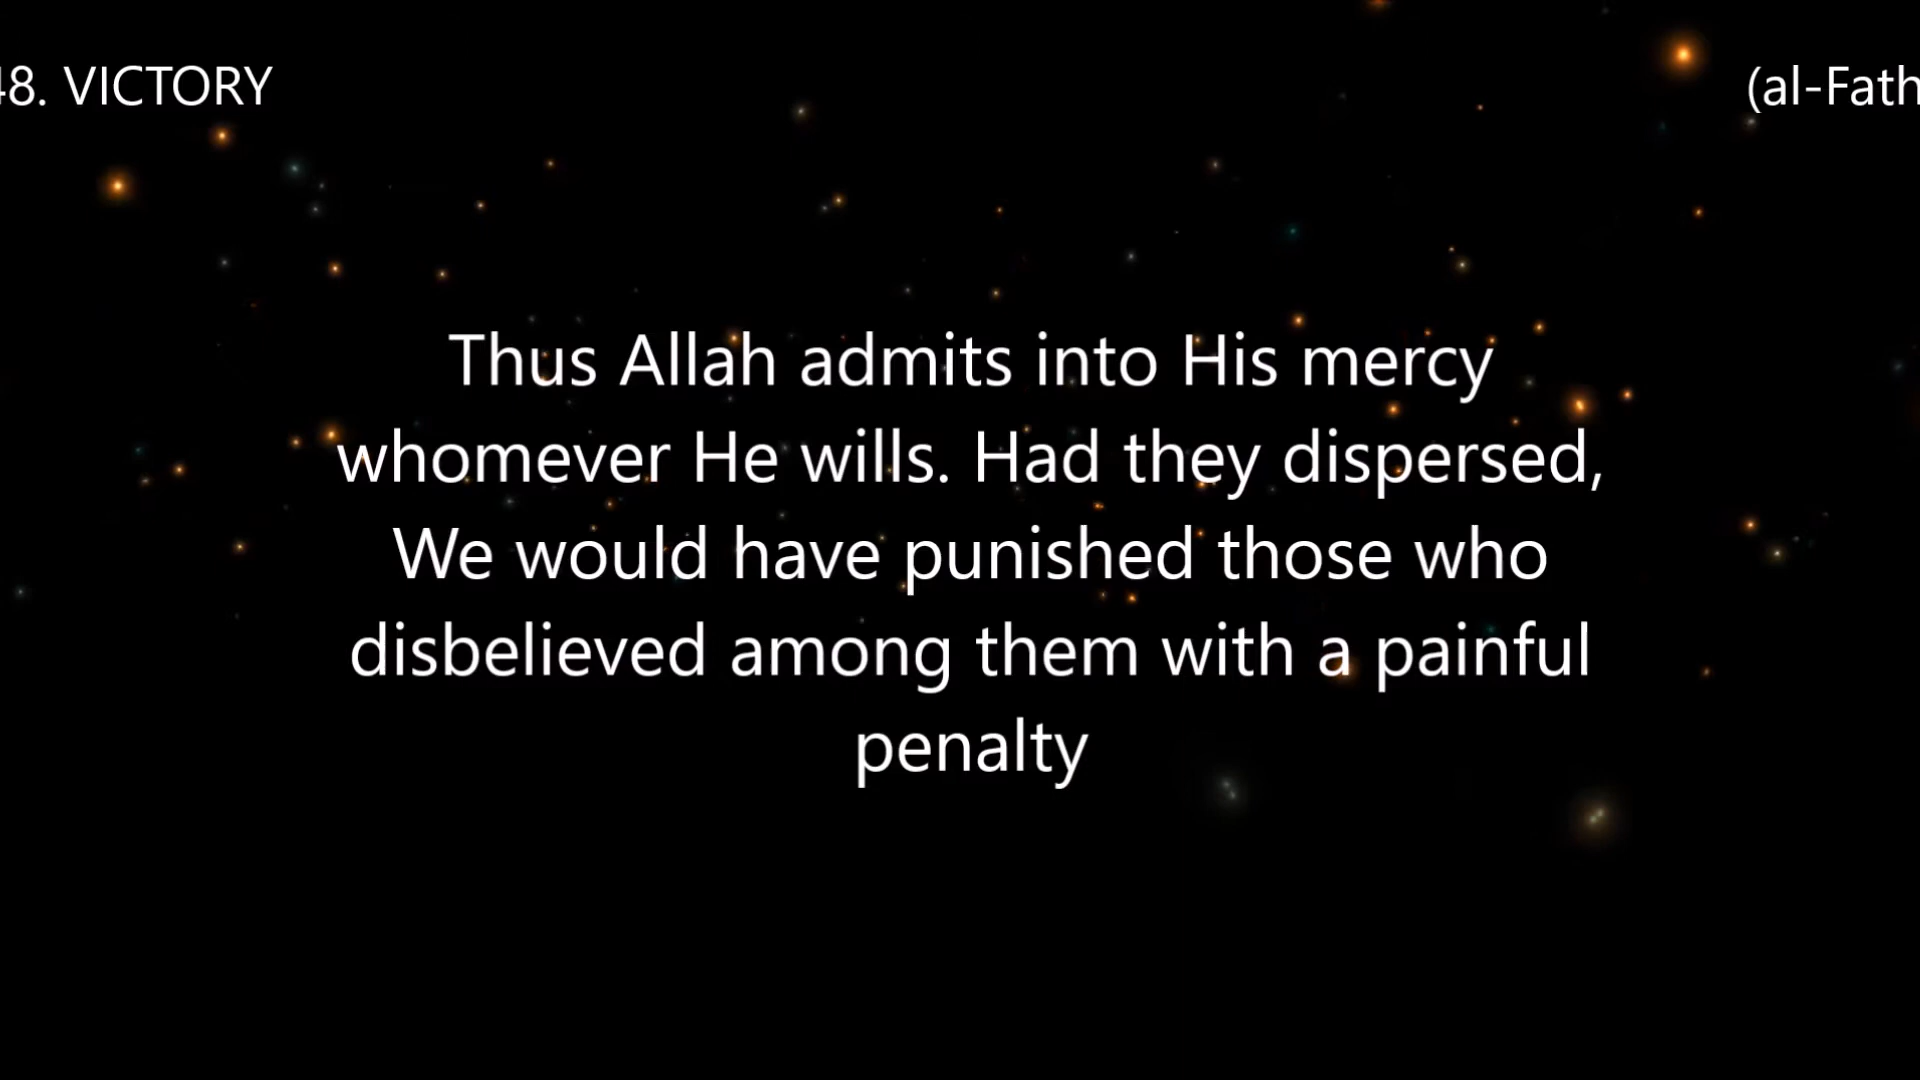 48. VICTORY
(al-Fath
Thus Allah admits into His mercy
whomever He wills. Had they dispersed,
We would have punished those who
disbelieved among them with a painful
penalty